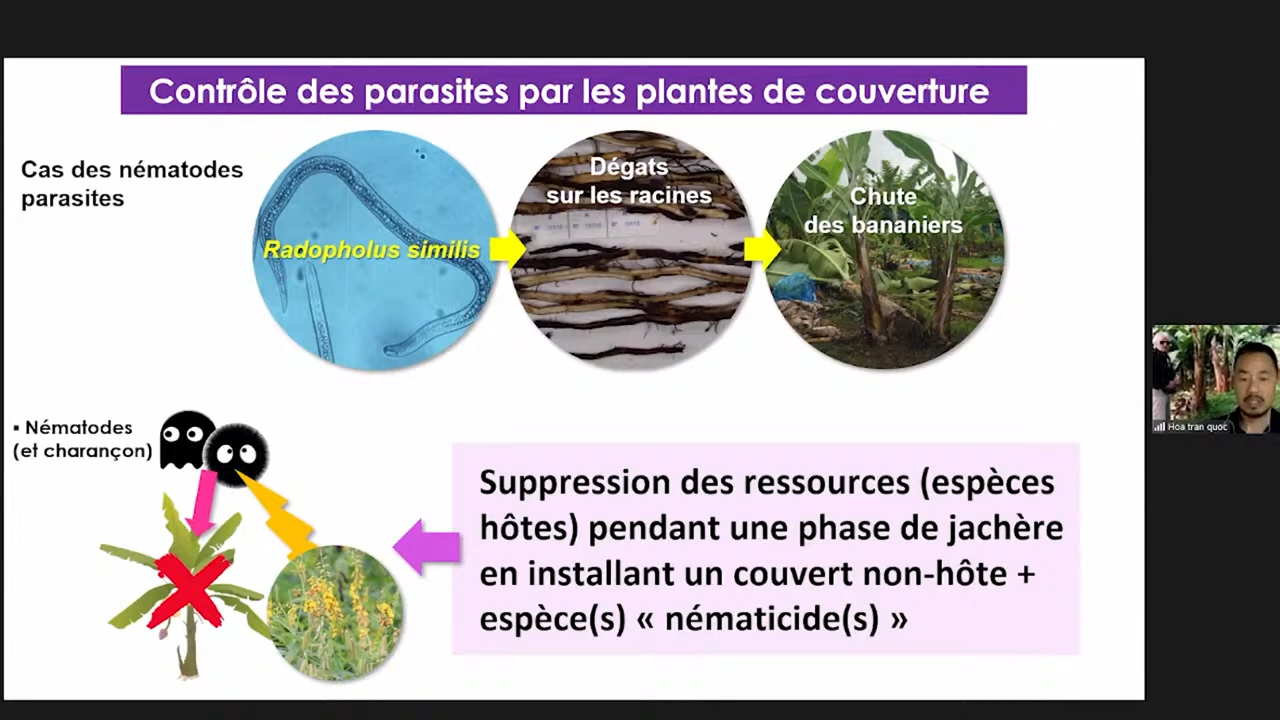 Contrôle des parasites par les plantes de couverture
Cas des nématodes
parasites
Radopholus similis
Dégats
sur les racines
Chute
des bananiers
▪ Nématodes
(et charançon)
Suppression des ressources (espèces
hôtes) pendant une phase de jachère
en installant un couvert non-hôte +
espèce(s) « nématicide(s) »
Hoa tran quoc